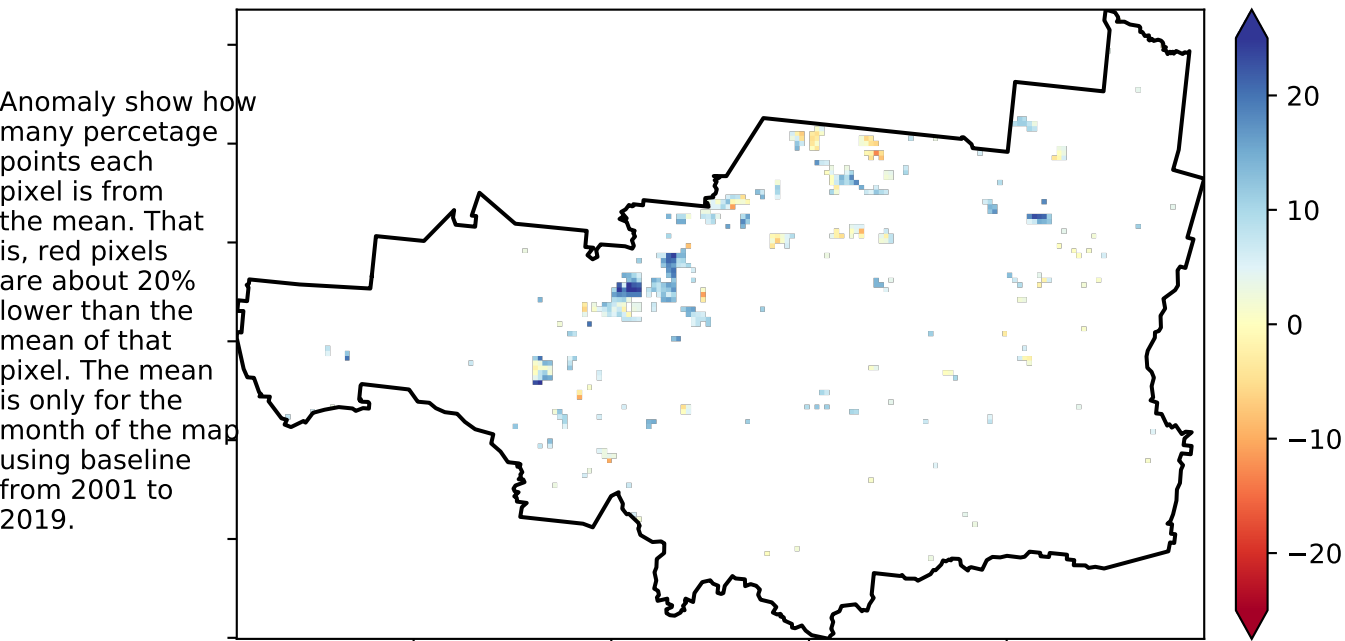 Anomaly show how
many percetage
points each
pixel is from
the mean. That
is, red pixels
are about 20%
lower than the
mean of that
pixel. The mean
is only for the
month of the map
using baseline
from 2001 to
2019.
20
10
0
−10
−20